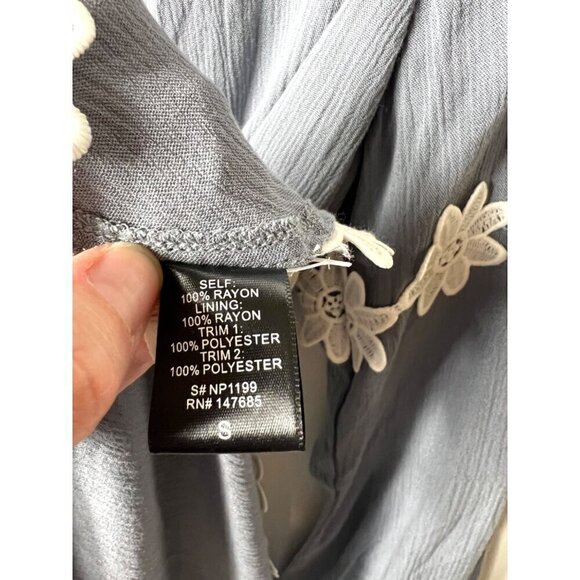 SELF:
100% RAYON
LINING:
100% RAYON
TRIM 1:
100% POLYESTER
TRIM 2:
100% POLYESTER
S# NP1199
RN# 147685
S